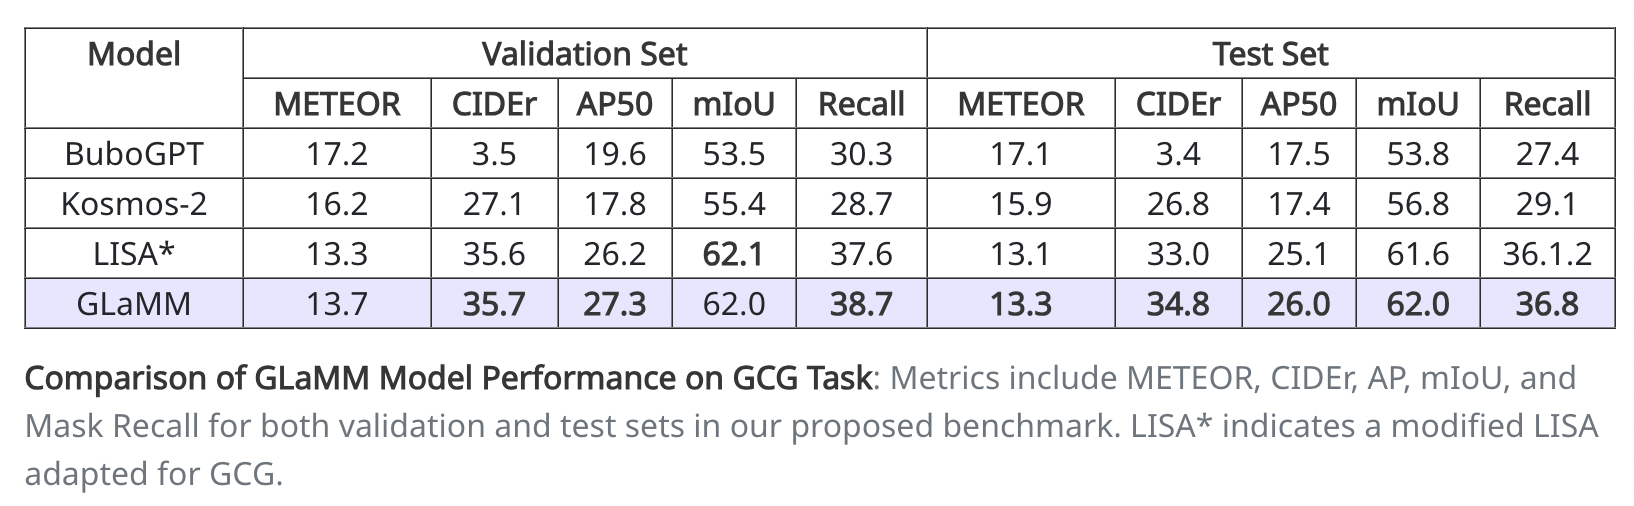 Model Validation Set Test Set
METEOR CIDEr AP50 mIoU Recall METEOR CIDEr AP50 mIoU Recall
BuboGPT 17.2 3.5 19.6 53.5 30.3 17.1 3.4 17.5 53.8 27.4
Kosmos-2 16.2 27.1 17.8 55.4 28.7 15.9 26.8 17.4 56.8 29.1
LISA* 13.3 35.6 26.2 62.1 37.6 13.1 33.0 25.1 61.6 36.1.2
GLaMM 13.7 35.7 27.3 62.0 38.7 13.3 34.8 26.0 62.0 36.8
Comparison of GLaMM Model Performance on GCG Task: Metrics include METEOR, CIDEr, AP, mIoU, and
Mask Recall for both validation and test sets in our proposed benchmark. LISA* indicates a modified LISA
adapted for GCG.